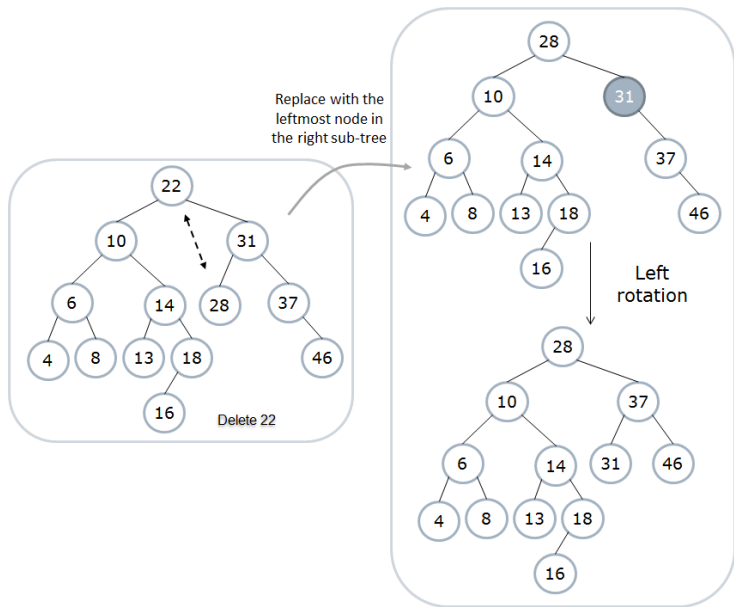 28
10 31
Replace with the
leftmost node in
the right sub-tree
6 14 37
22
4 8 13 18 46
10 31
16
Left
rotation
6 14 28 37
28
4 8 13 18 46
10 37
16 Delete 22
6 14 31 46
4 8 13 18
16